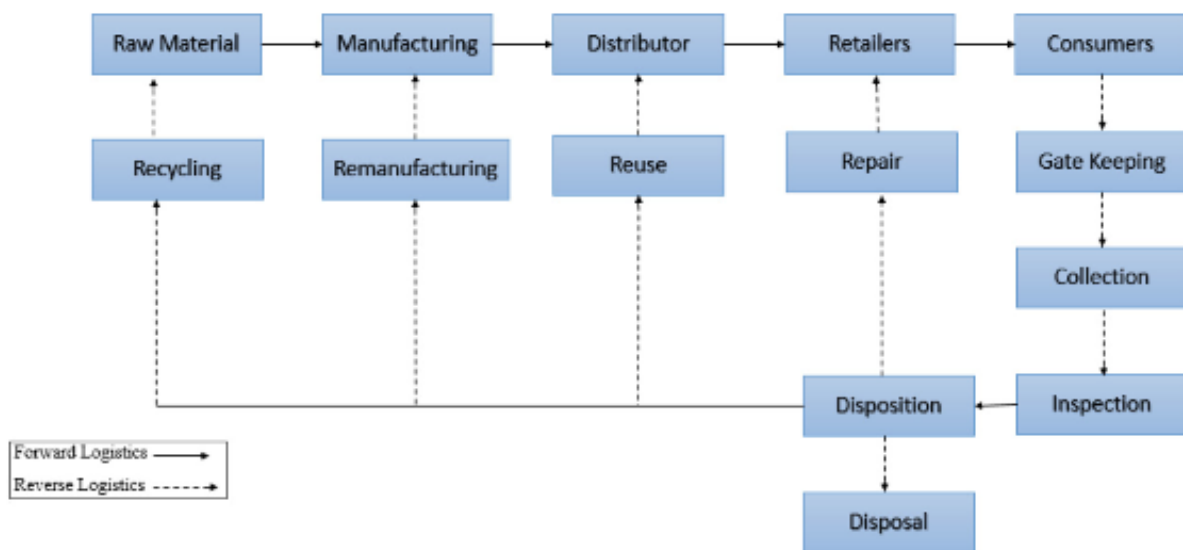 Raw Material
Manufacturing
Distributor
Retailers
Consumers
Recycling
Remanufacturing
Reuse
Repair
Gate Keeping
Collection
Disposition
Inspection
Forward Logistics
Reverse Logistics
Disposal